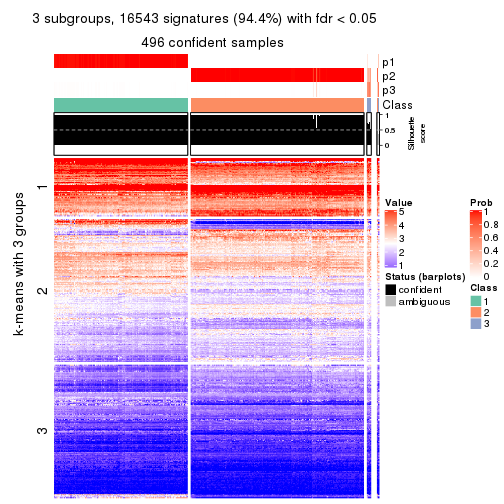 3 subgroups, 16543 signatures (94.4%) with fdr < 0.05
496 confident samples
p1
p2
p3
Class
1
0.5
0
Silhouette
score
k-means with 3 groups
1
2
3
Value
5
4
3
2
1
Status (barplots)
confident
ambiguous
Prob
1
0.8
0.6
0.4
0.2
0
Class
1
2
3